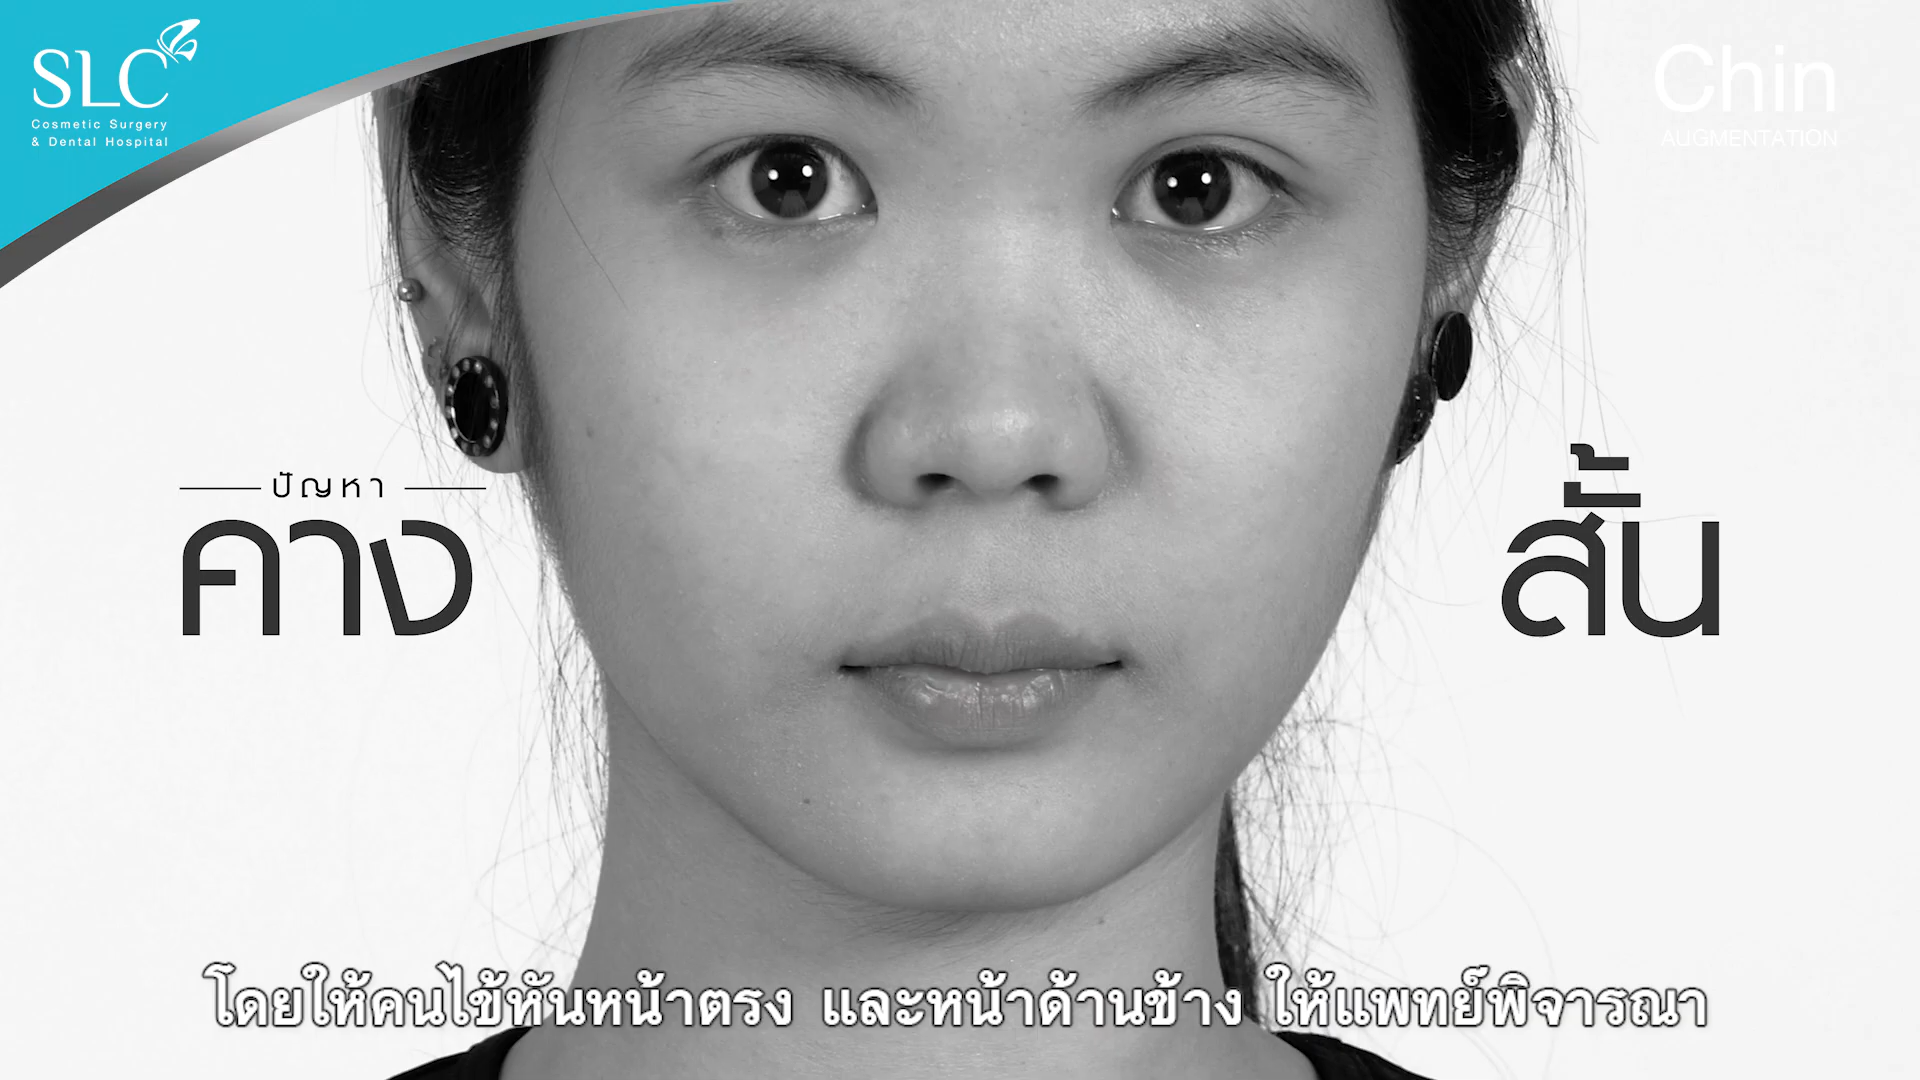 SLC
Cosmetic Surgery
& Dental Hospital
Chin
AUGMENTATION
ปัญหา
คาง สั้น
โดยให้คนไข้หันหน้าตรง และหน้าด้านข้าง ให้แพทย์พิจารณา